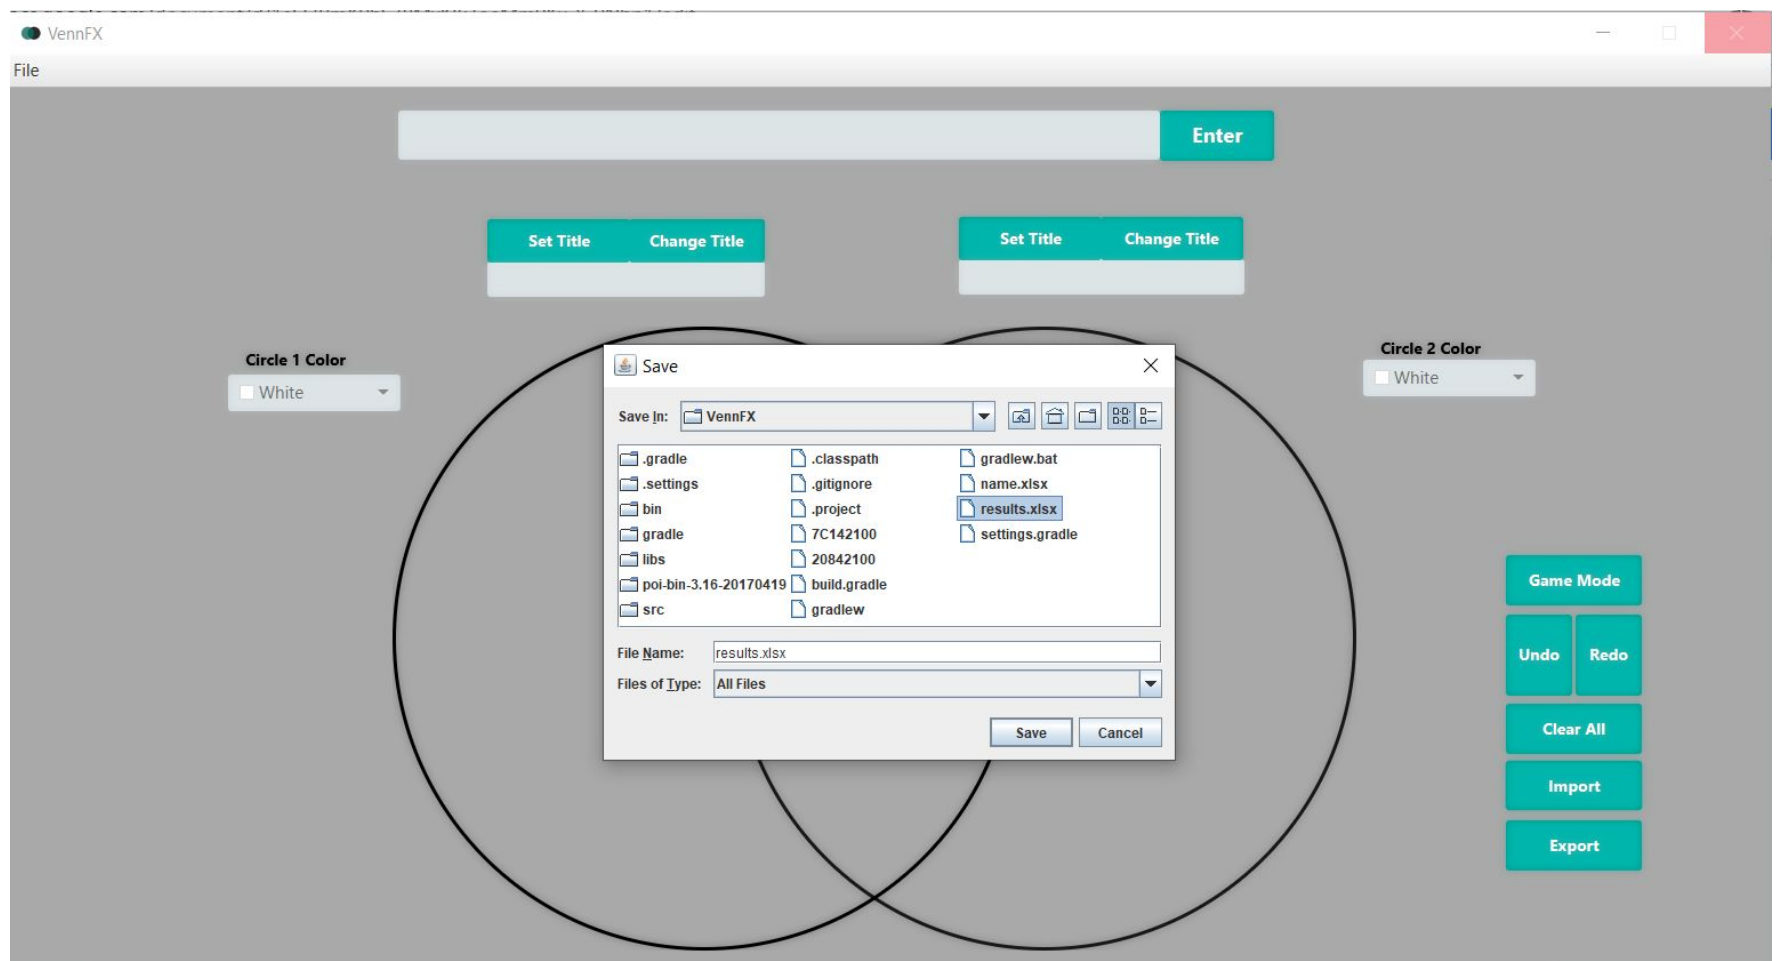 VennFX
File
Enter
Set Title Change Title
Set Title Change Title
Circle 1 Color
White
Circle 2 Color
White
Save
Save In: VennFX
.gradle .classpath gradlew.bat
.settings .gitignore name.xlsx
bin .project results.xlsx
gradle 7C142100 settings.gradle
libs 20842100
poi-bin-3.16-20170419 build.gradle
src gradlew
File Name: results.xlsx
Files of Type: All Files
Save Cancel
Game Mode
Undo Redo
Clear All
Import
Export